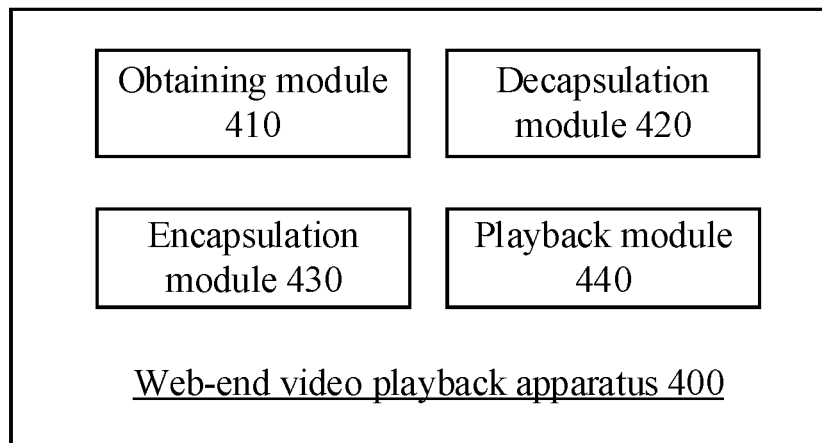 Obtaining module
410
Decapsulation
module 420
Encapsulation
module 430
Playback module
440
Web-end video playback apparatus 400